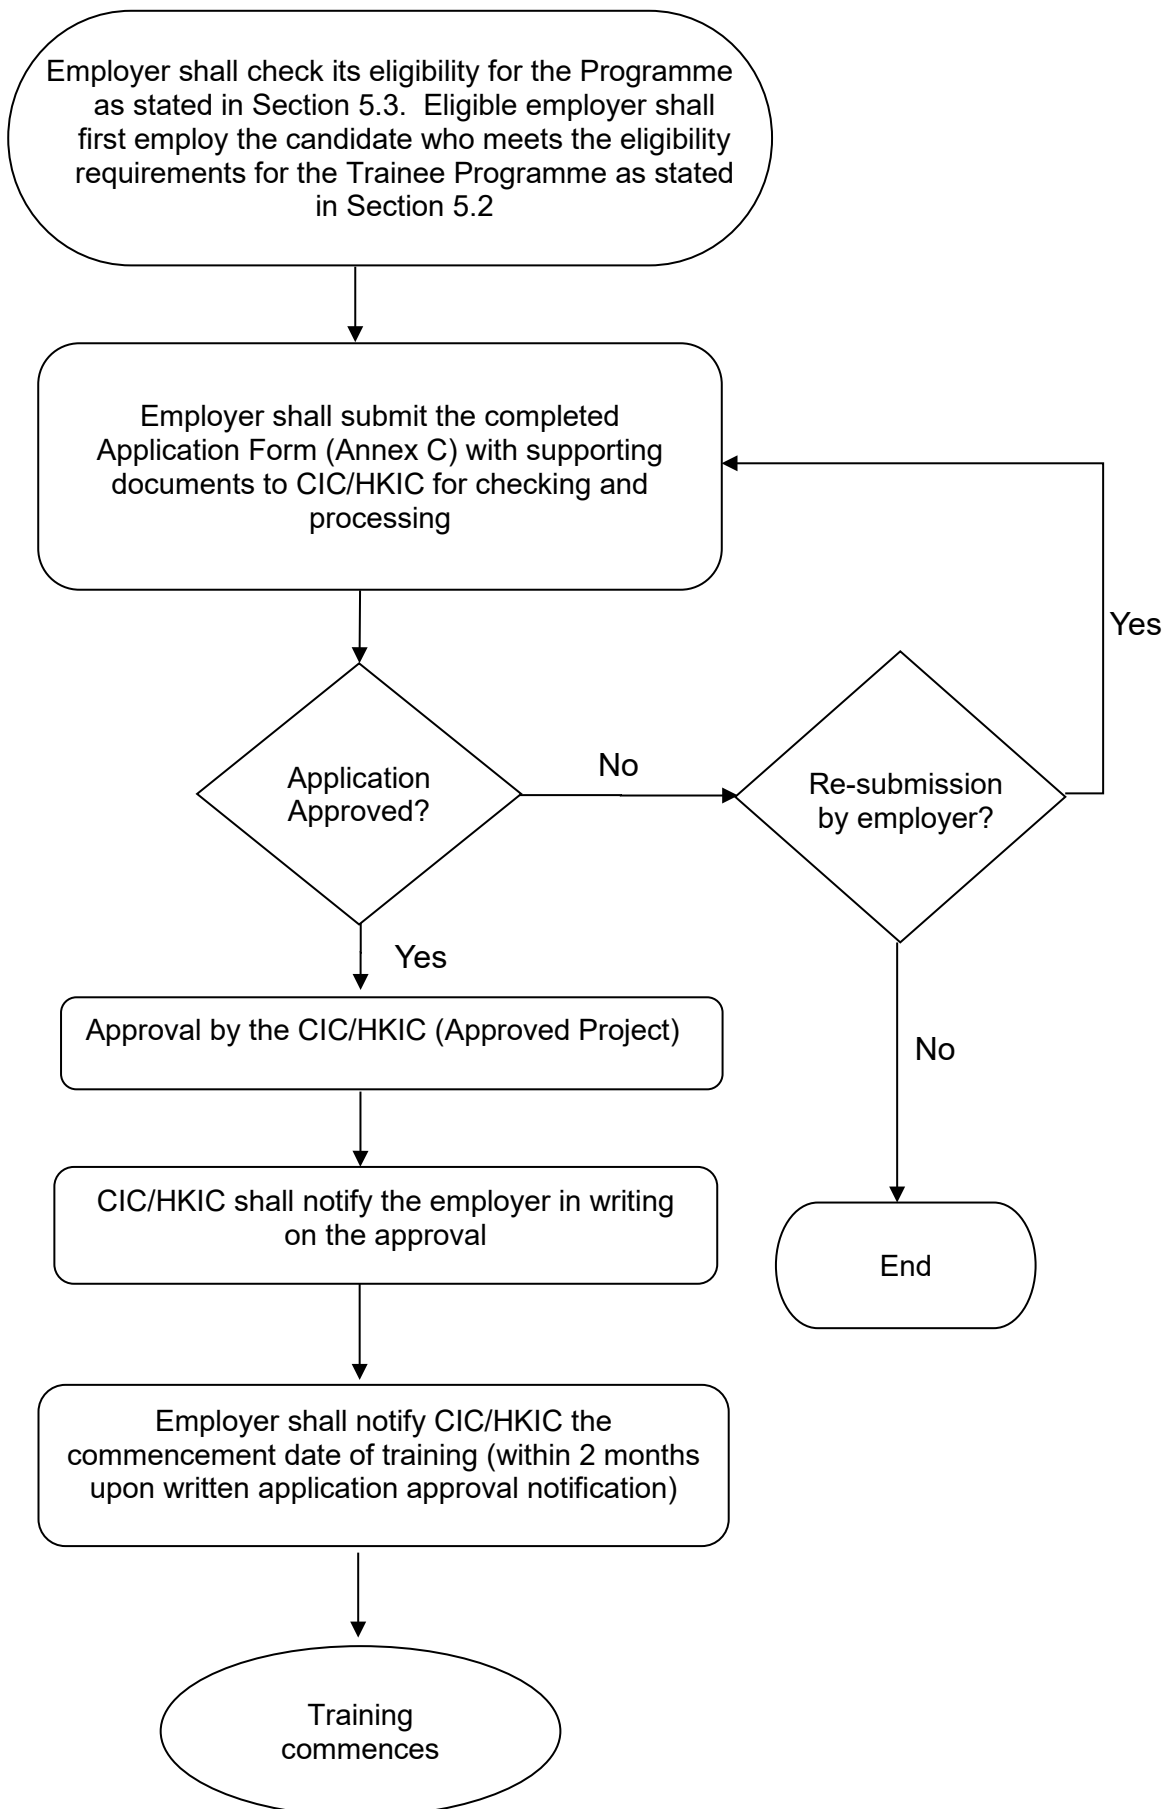 Employer shall check its eligibility for the Programme
as stated in Section 5.3.  Eligible employer shall
first employ the candidate who meets the eligibility
requirements for the Trainee Programme as stated
in Section 5.2
Employer shall submit the completed
Application Form (Annex C) with supporting
documents to CIC/HKIC for checking and
processing
Yes
Application
Approved?
No
Re-submission
by employer?
Yes
Approval by the CIC/HKIC (Approved Project)
No
CIC/HKIC shall notify the employer in writing
on the approval
End
Employer shall notify CIC/HKIC the
commencement date of training (within 2 months
upon written application approval notification)
Training
commences